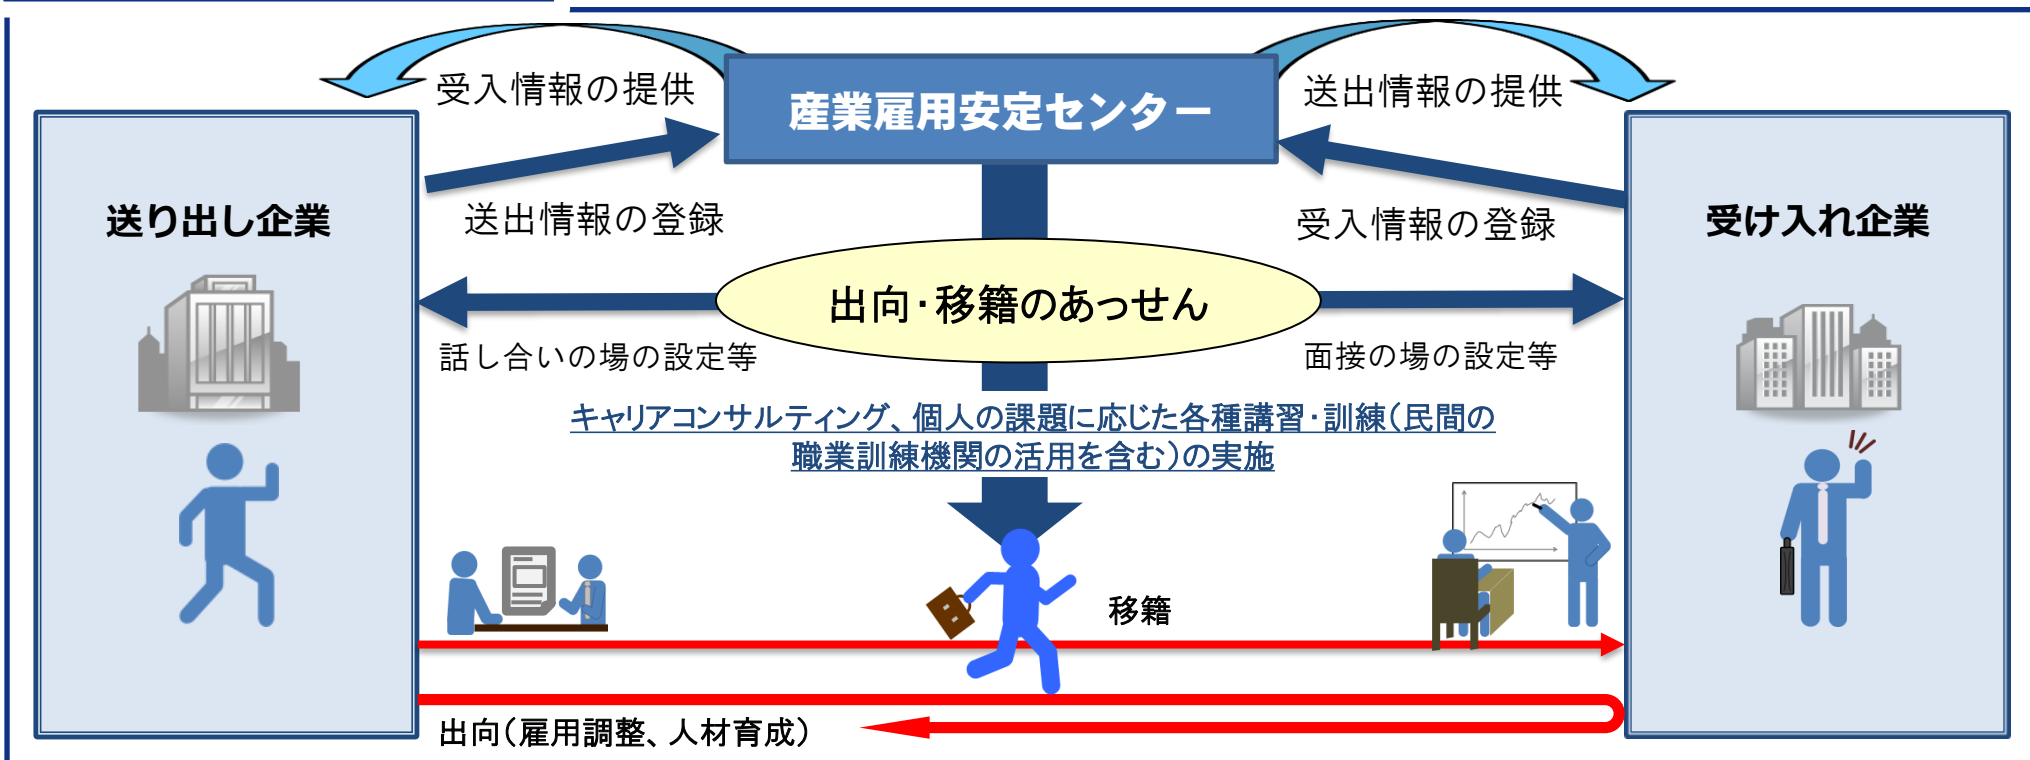 受入情報の提供
産業雇用安定センター
送出情報の提供
送り出し企業
送出情報の登録
受入情報の登録
受け入れ企業
出向・移籍のあっせん
話し合いの場の設定等
面接の場の設定等
キャリアコンサルティング、個人の課題に応じた各種講習・訓練（民間の
職業訓練機関の活用を含む）の実施
移籍
出向（雇用調整、人材育成）